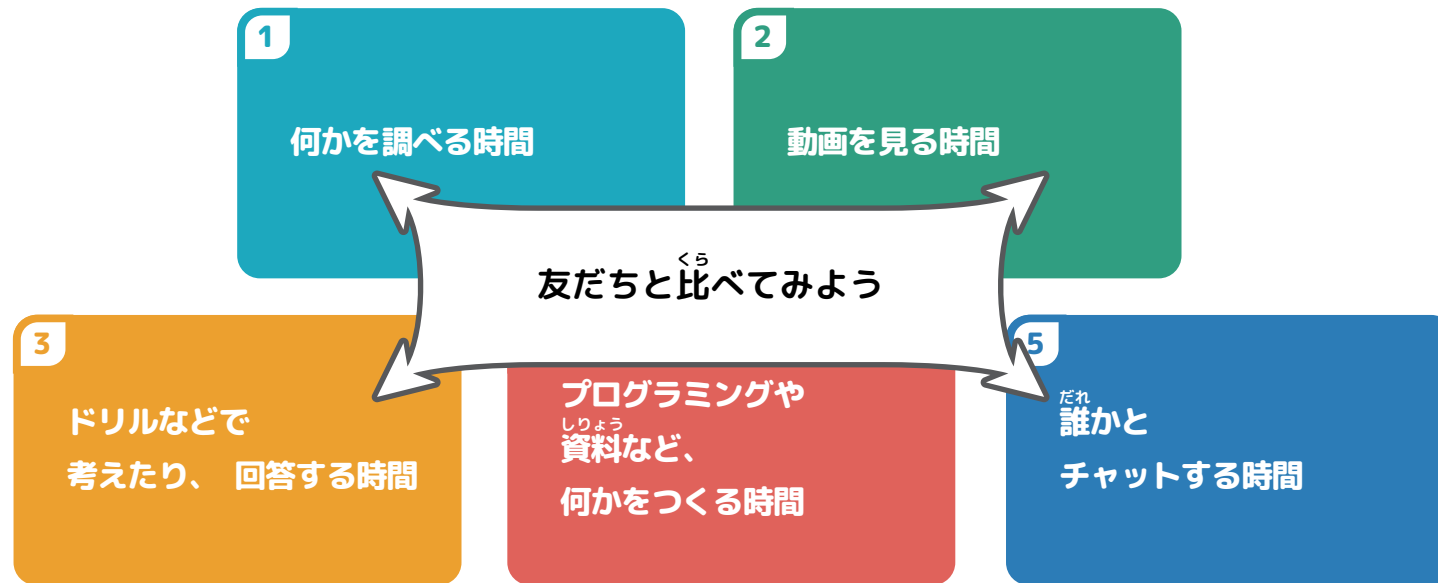 1
何かを調べる時間
2
動画を見る時間
くら
友だちと比べてみよう
3
ドリルなどで
考えたり、 回答する時間
プログラミングや
しりょう
資料など、
何かをつくる時間
5
だれ
誰かと
チャットする時間